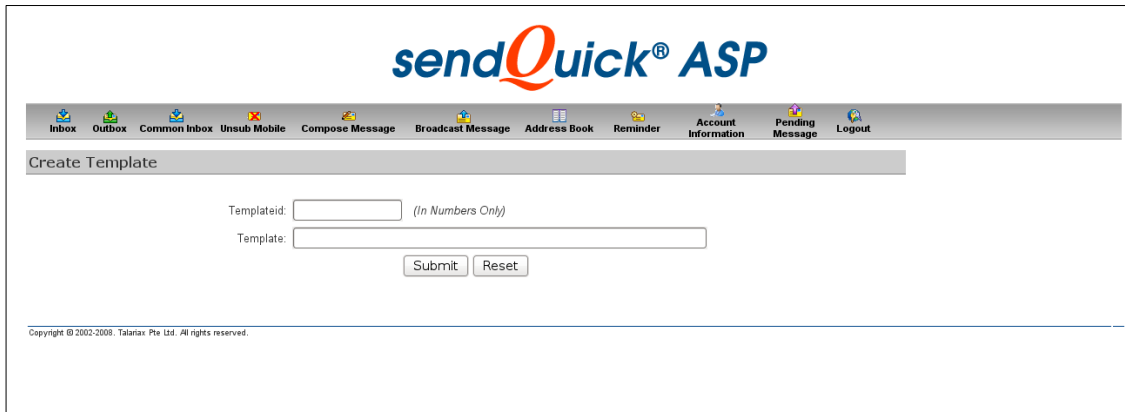 sendQuick® ASP
Inbox Outbox Common Inbox Unsub Mobile Compose Message Broadcast Message Address Book Reminder Account Information Pending Message Logout
Create Template
Templateid: (In Numbers Only)
Template:
Submit Reset
Copyright © 2002-2008. Talariax Pte Ltd. All rights reserved.